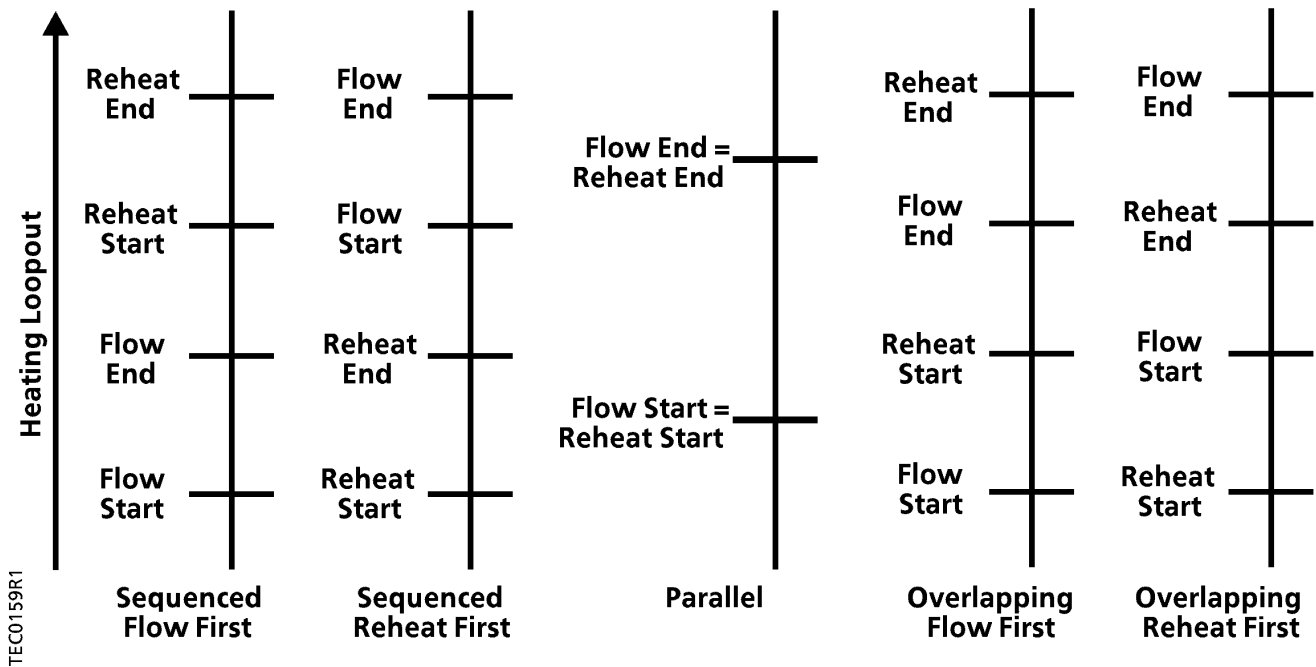 Heating Loopout
Reheat
End
Reheat
Start
Flow
End
Flow
Start
Sequenced
Flow First
Flow
End
Flow
Start
Reheat
End
Reheat
Start
Sequenced
Reheat First
Flow End =
Reheat End
Flow Start =
Reheat Start
Parallel
Reheat
End
Flow
End
Reheat
Start
Flow
Start
Overlapping
Flow First
Flow
End
Reheat
End
Flow
Start
Reheat
Start
Overlapping
Reheat First
TEC0159R1